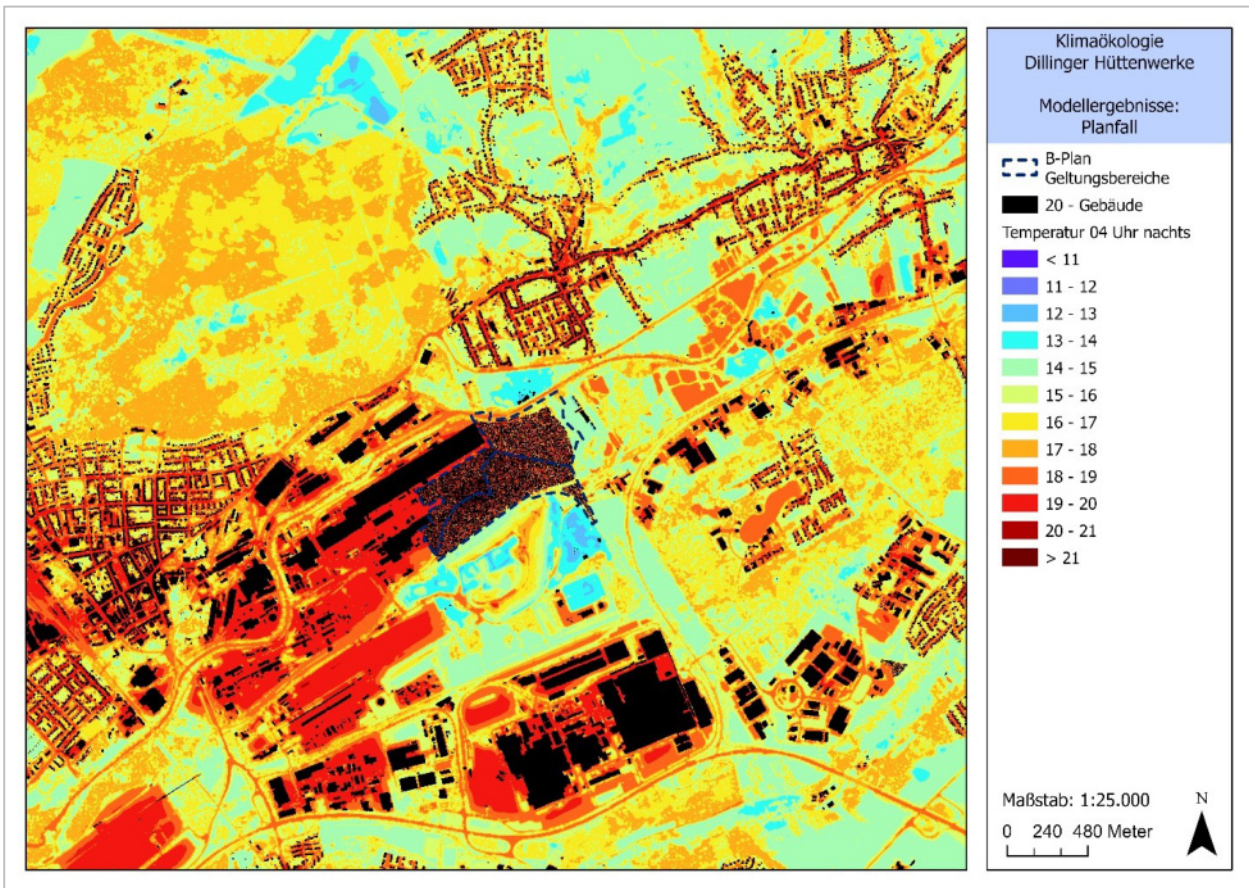 Klimaökologie
Dillinger Hüttenwerke
Modellergebnisse:
Planfall
B-Plan
Geltungsbereiche
20 - Gebäude
Temperatur 04 Uhr nachts
< 11
11 - 12
12 - 13
13 - 14
14 - 15
15 - 16
16 - 17
17 - 18
18 - 19
19 - 20
20 - 21
> 21
Maßstab: 1:25.000
N
0 240 480 Meter